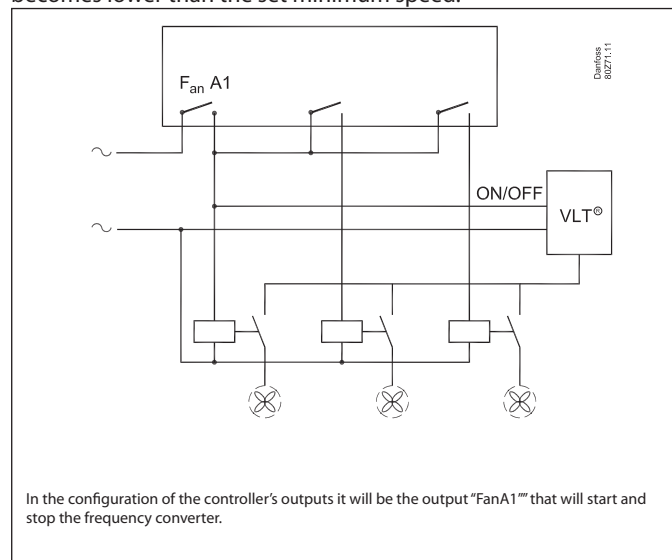 becomes lower than the set minimum speed.
Danfoss
80Z71.11
Fan A1
ON/OFF
VLT®
In the configuration of the controller's outputs it will be the output “FanA1”” that will start and
stop the frequency converter.